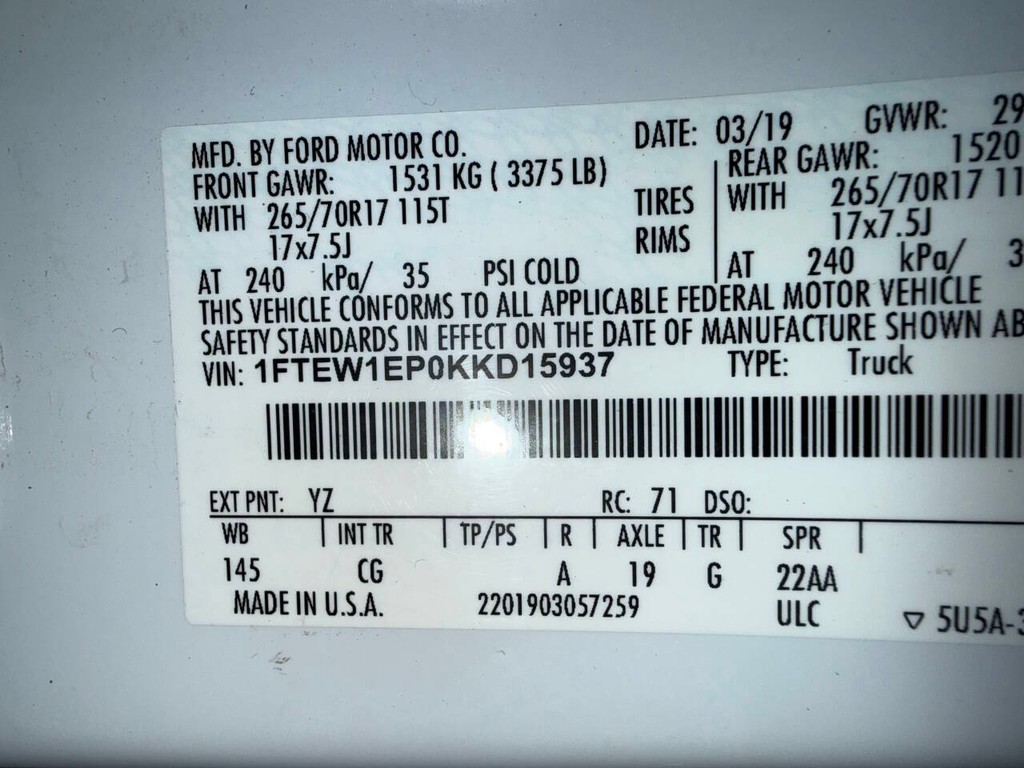 MFD. BY FORD MOTOR CO. DATE: 03/19 GVWR: 29
FRONT GAWR: 1531 KG ( 3375 LB) REAR GAWR: 1520
WITH 265/70R17 115T TIRES WITH 265/70R17 11
17x7.5J RIMS 17x7.5J
AT 240 kPa/ 35 PSI COLD AT 240 kPa/ 3
THIS VEHICLE CONFORMS TO ALL APPLICABLE FEDERAL MOTOR VEHICLE
SAFETY STANDARDS IN EFFECT ON THE DATE OF MANUFACTURE SHOWN AB
VIN: 1FTEW1EP0KKD15937 TYPE: Truck
EXT PNT: YZ RC: 71 DSO:
WB INT TR TP/PS R AXLE TR SPR
145 CG A 19 G 22AA
MADE IN U.S.A. 2201903057259 ULC ▽ 5U5A-3